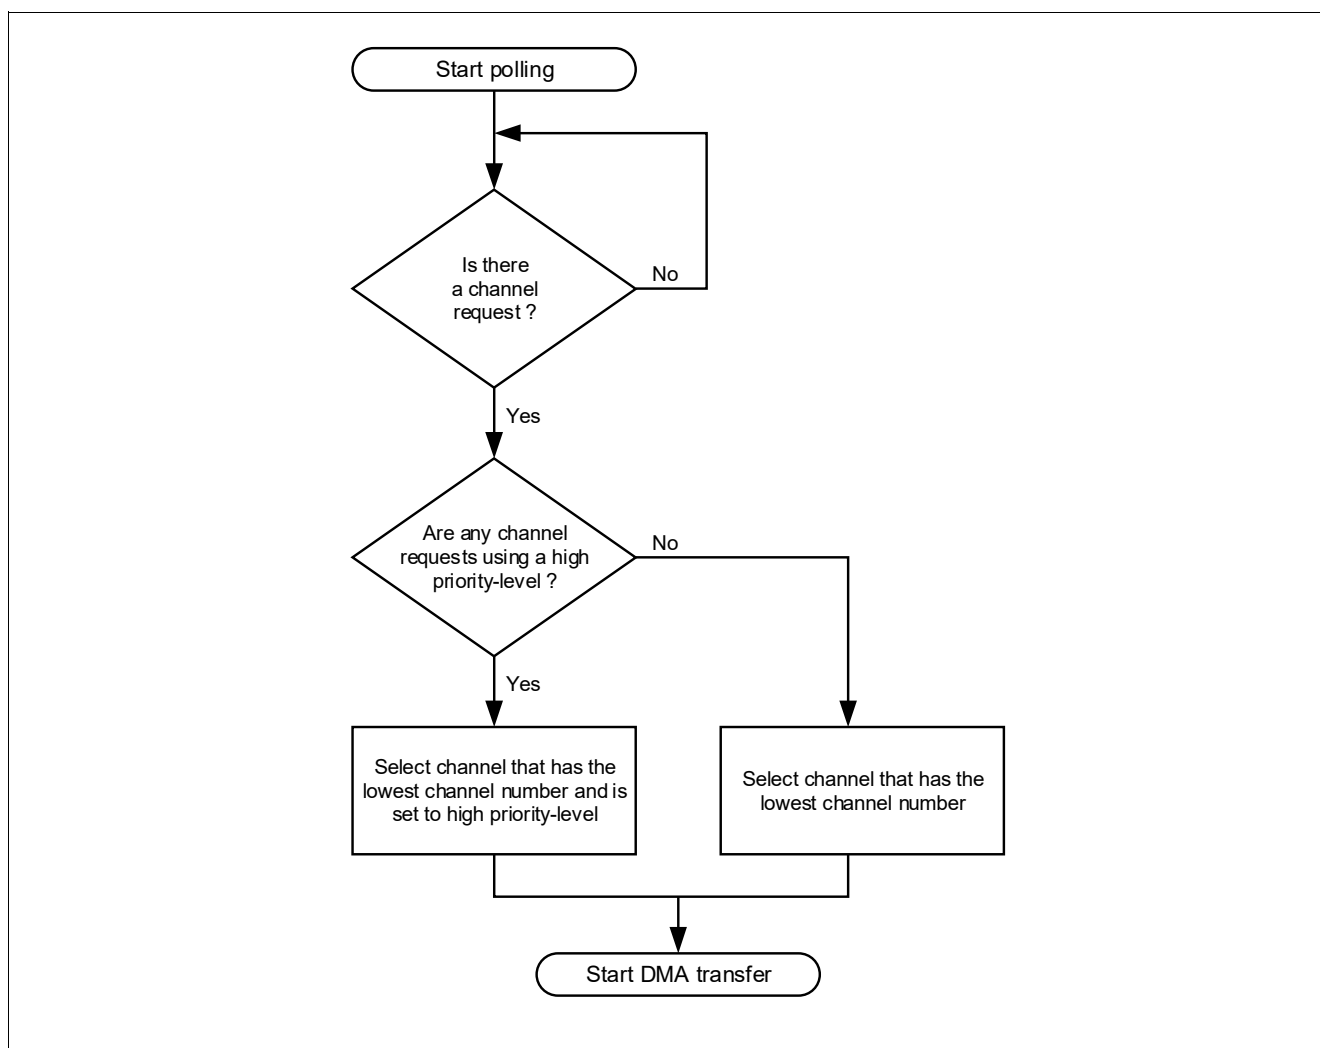 Start polling
Is there
a channel
request ?
No
Yes
Are any channel
requests using a high
priority-level ?
No
Yes
Select channel that has the
lowest channel number and is
set to high priority-level
Select channel that has the
lowest channel number
Start DMA transfer